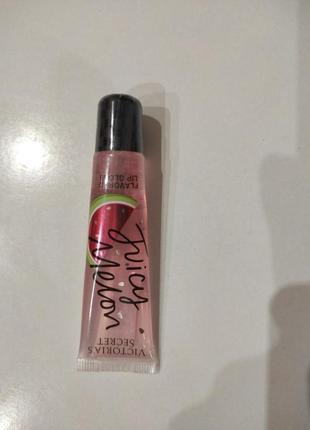 FLAVORED
LIP GLOSS
Juicy
Melon
VICTORIA'S
SECRET